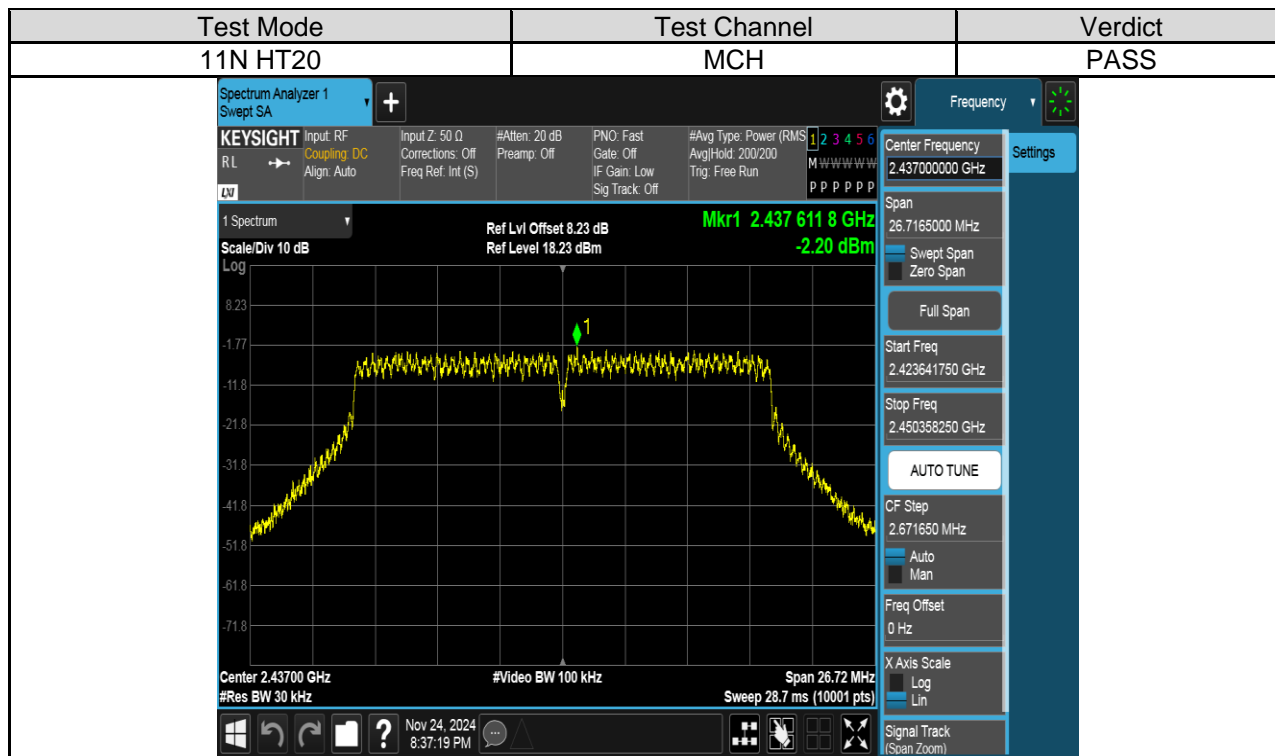 Test Mode Test Channel Verdict
11N HT20 MCH PASS
Spectrum Analyzer 1
Swept SA
+
Frequency
KEYSIGHT
R L
LXI
Input: RF
Coupling: DC
Align: Auto
Input Z: 50 Ω
Corrections: Off
Freq Ref: Int (S)
#Atten: 20 dB
Preamp: Off
PNO: Fast
Gate: Off
IF Gain: Low
Sig Track: Off
#Avg Type: Power (RMS
Avg|Hold: 200/200
Trig: Free Run
1 2 3 4 5 6
M W W W W W
P P P P P P
1 Spectrum
Scale/Div 10 dB
Ref Lvl Offset 8.23 dB
Ref Level 18.23 dBm
Mkr1 2.437 611 8 GHz
-2.20 dBm
Log
8.23
-1.77
-11.8
-21.8
-31.8
-41.8
-51.8
-61.8
-71.8
1
Center 2.43700 GHz
#Res BW 30 kHz
#Video BW 100 kHz
Span 26.72 MHz
Sweep 28.7 ms (10001 pts)
Nov 24, 2024
8:37:19 PM
?
Center Frequency
2.437000000 GHz
Settings
Span
26.7165000 MHz
Swept Span
Zero Span
Full Span
Start Freq
2.423641750 GHz
Stop Freq
2.450358250 GHz
AUTO TUNE
CF Step
2.671650 MHz
Auto
Man
Freq Offset
0 Hz
X Axis Scale
Log
Lin
Signal Track
(Span Zoom)